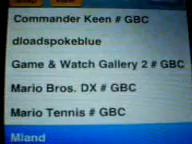 Commander Keen # GBC
dloadspokeblue
Game & Watch Gallery 2 # GBC
Mario Bros. DX # GBC
Mario Tennis # GBC
Mland